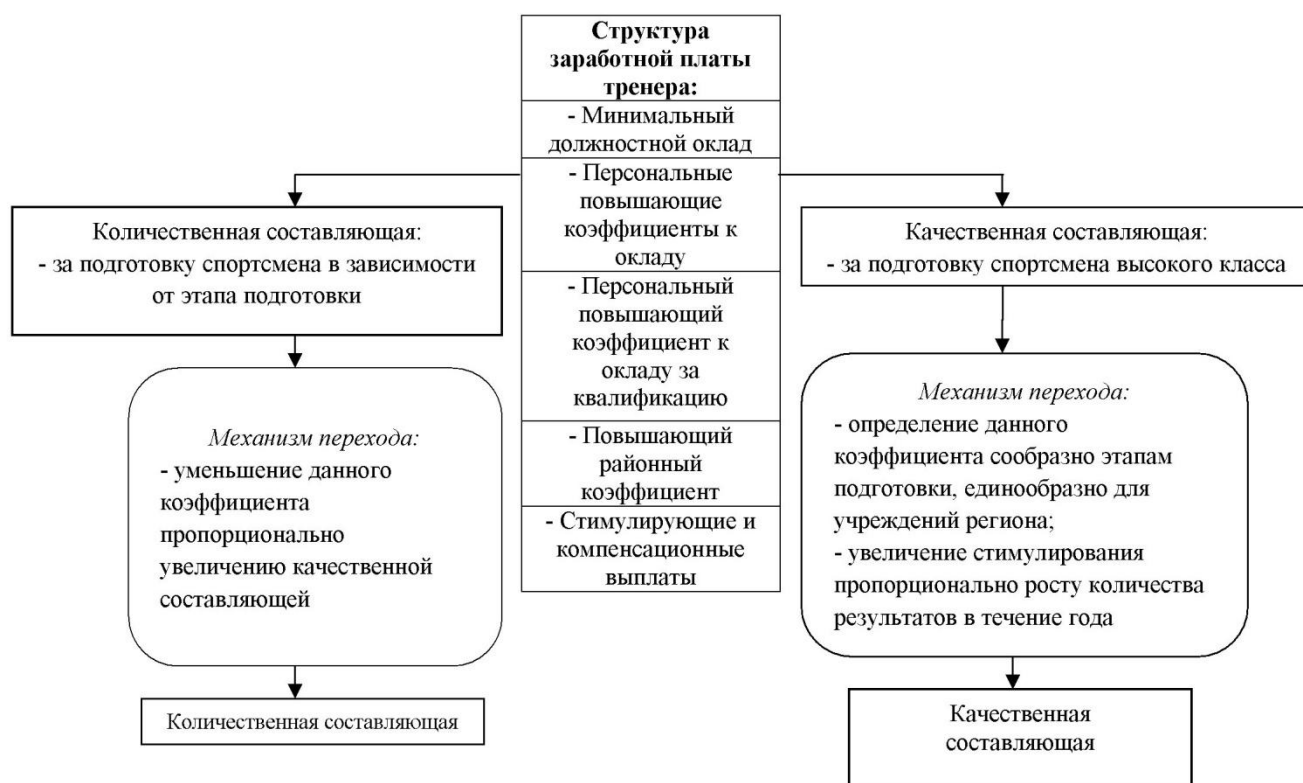 Структура
заработной платы
тренера:
- Минимальный
должностной оклад
- Персональные
повышающие
коэффициенты к
окладу
- Персональный
повышающий
коэффициент к
окладу за
квалификацию
- Повышающий
районный
коэффициент
- Стимулирующие и
компенсационные
выплаты
Количественная составляющая:
- за подготовку спортсмена в зависимости
от этапа подготовки
Механизм перехода:
- уменьшение данного
коэффициента
пропорционально
увеличению качественной
составляющей
Количественная составляющая
Качественная составляющая:
- за подготовку спортсмена высокого класса
Механизм перехода:
- определение данного
коэффициента сообразно этапам
подготовки, единообразно для
учреждений региона;
- увеличение стимулирования
пропорционально росту количества
результатов в течение года
Качественная
составляющая